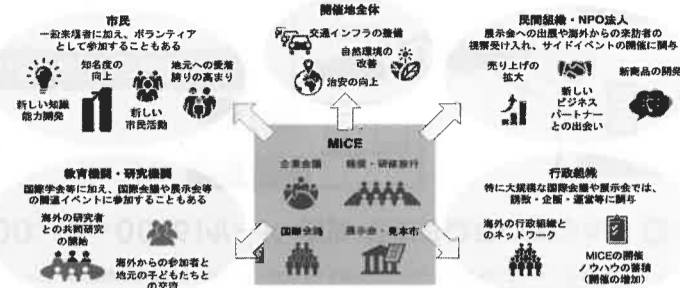 市民
一般来場者に加え、ボランティア
として参加することもある
新しい知識
能力開発
知名度の
向上
新しい
市民活動
地元への愛着
誇りの高まり
開催地全体
交通インフラの整備
自然環境の
改善
治安の向上
民間組織・NPO法人
展示会への出展や海外からの来訪者の
視察受け入れ、サイドイベントの開催に関与
売り上げの
拡大
新しい
ビジネス
パートナー
との出会い
新商品の開発
MICE
企業会議
報奨・研修旅行
国際会議
展示会・見本市
教育機関・研究機関
国際学会等に加え、国際会議や展示会等
の関連イベントに参加することもある
海外の研究者
との共同研究
の開始
海外からの参加者と
地元の子どもたちと
の交流
行政組織
特に大規模な国際会議や展示会では、
誘致・企画・運営等に関与
海外の行政組織と
のネットワーク
MICEの開催
ノウハウの蓄積
(開催の増加)